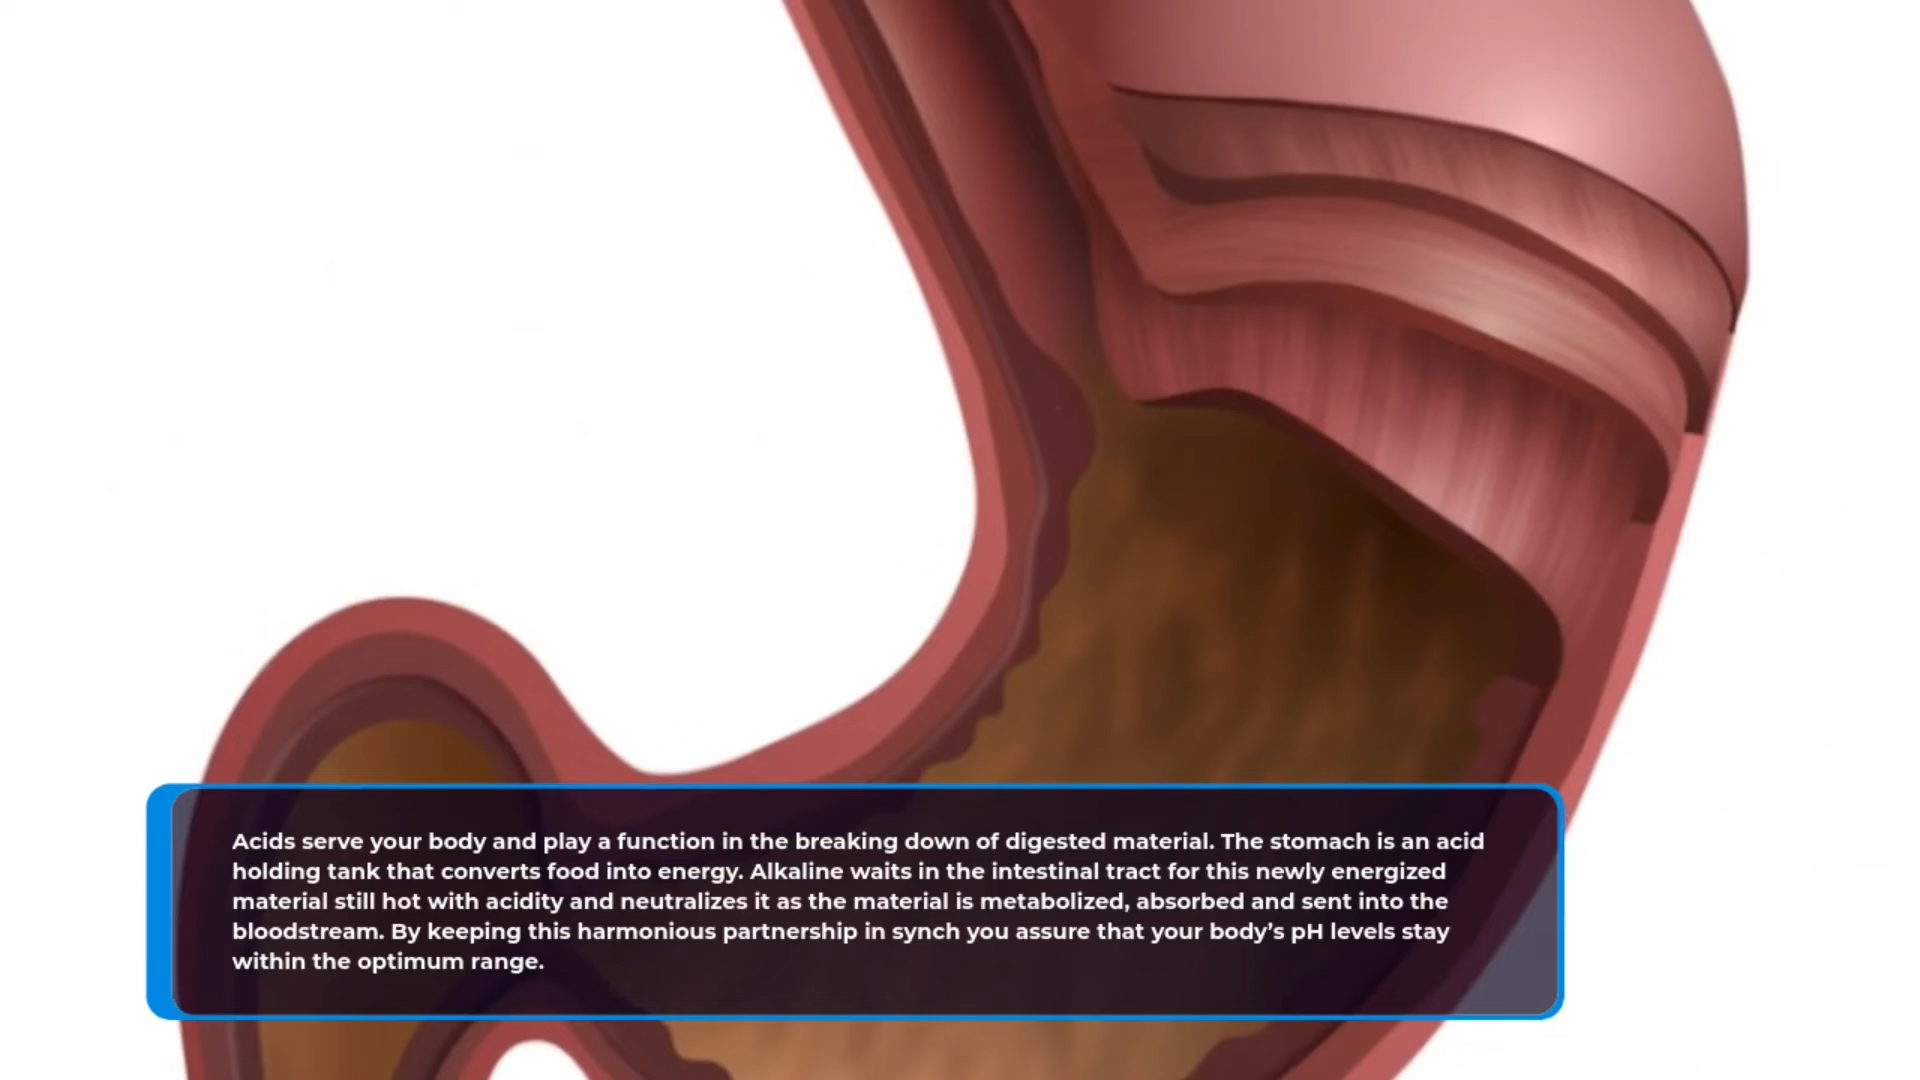 Acids serve your body and play a function in the breaking down of digested material. The stomach is an acid
holding tank that converts food into energy. Alkaline waits in the intestinal tract for this newly energized
material still hot with acidity and neutralizes it as the material is metabolized, absorbed and sent into the
bloodstream. By keeping this harmonious partnership in synch you assure that your body’s pH levels stay
within the optimum range.